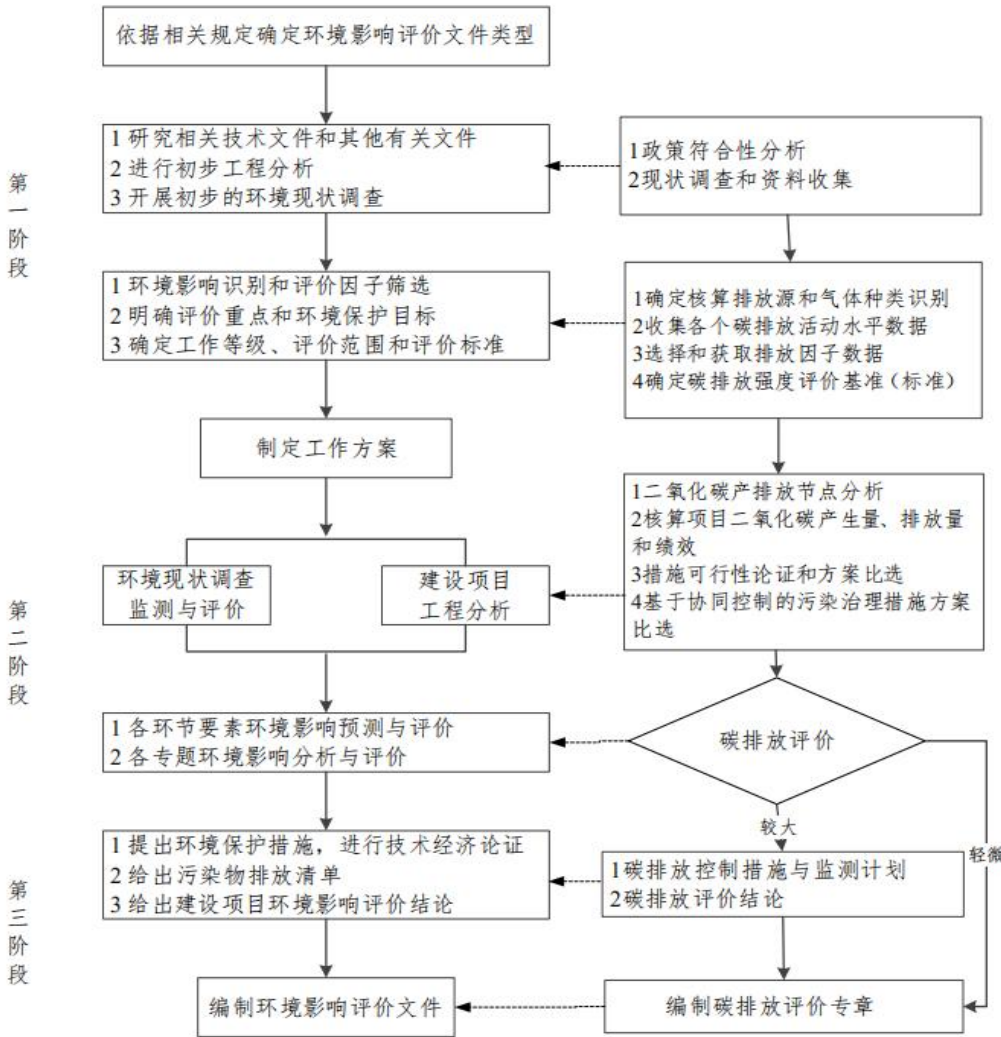 依据相关规定确定环境影响评价文件类型
第一阶段
1 研究相关技术文件和其他有关文件
2 进行初步工程分析
3 开展初步的环境现状调查
1政策符合性分析
2现状调查和资料收集
1 环境影响识别和评价因子筛选
2 明确评价重点和环境保护目标
3 确定工作等级、评价范围和评价标准
1确定核算排放源和气体种类识别
2收集各个碳排放活动水平数据
3选择和获取排放因子数据
4确定碳排放强度评价基准（标准）
制定工作方案
第二阶段
环境现状调查
监测与评价
建设项目
工程分析
1二氧化碳产排放节点分析
2核算项目二氧化碳产生量、排放量
和绩效
3措施可行性论证和方案比选
4基于协同控制的污染治理措施方案
比选
1 各环节要素环境影响预测与评价
2 各专题环境影响分析与评价
碳排放评价
较大
轻微
第三阶段
1 提出环境保护措施，进行技术经济论证
2 给出污染物排放清单
3 给出建设项目环境影响评价结论
1碳排放控制措施与监测计划
2碳排放评价结论
编制环境影响评价文件
编制碳排放评价专章